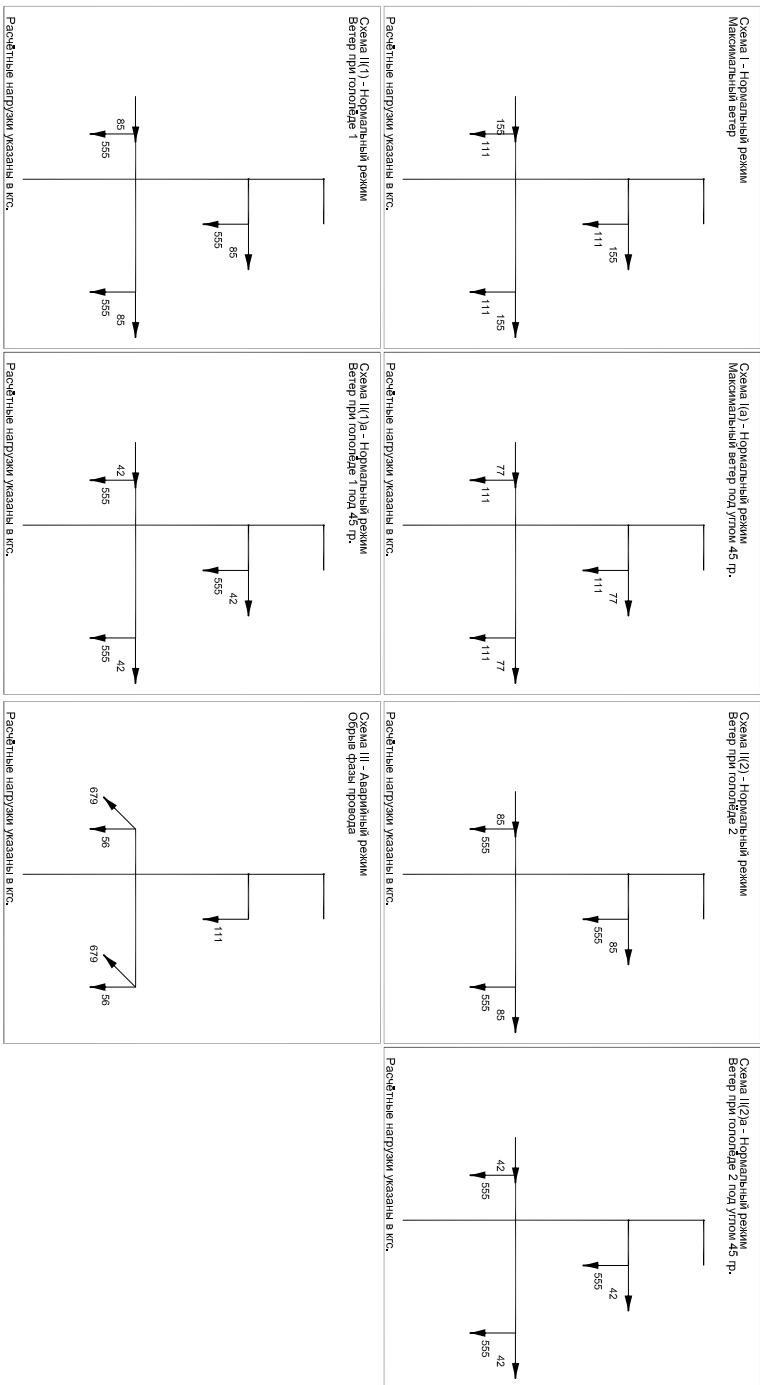 Схема I - Нормальный режим
Максимальный ветер
155
111
155
111
155
111
Расчётные нагрузки указаны в кгс.
Схема I(а) - Нормальный режим
Максимальный ветер под углом 45 гр.
77
111
77
111
77
111
Расчётные нагрузки указаны в кгс.
Схема II(2) - Нормальный режим
Ветер при гололёде 2
85
555
85
555
85
555
Расчётные нагрузки указаны в кгс.
Схема II(2)а - Нормальный режим
Ветер при гололёде 2 под углом 45 гр.
42
555
42
555
42
555
Расчётные нагрузки указаны в кгс.
Схема II(1) - Нормальный режим
Ветер при гололёде 1
85
555
85
555
85
555
Расчётные нагрузки указаны в кгс.
Схема II(1)а - Нормальный режим
Ветер при гололёде 1 под 45 гр.
42
555
42
555
42
555
Расчётные нагрузки указаны в кгс.
Схема III - Аварийный режим
Обрыв фазы провода
111
56
679
56
679
Расчётные нагрузки указаны в кгс.